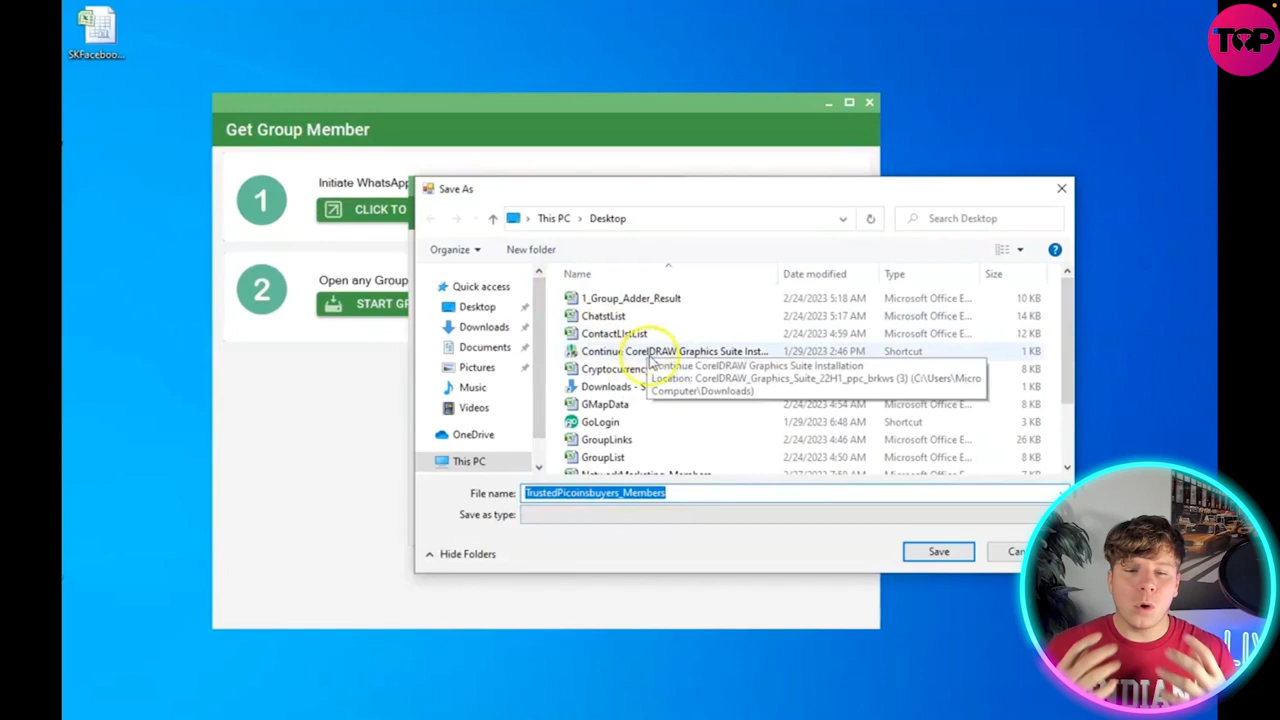 TOP
SKFaceboo...
Get Group Member
1
Initiate WhatsApp
CLICK TO
2
Open any Group
START GR
Save As
This PC › Desktop
Search Desktop
Organize
New folder
Name Date modified Type Size
Quick access
Desktop
Downloads
Documents
Pictures
Music
Videos
OneDrive
This PC
1_Group_Adder_Result 2/24/2023 5:18 AM Microsoft Office E... 10 KB
ChatstList 2/24/2023 5:17 AM Microsoft Office E... 12 KB
ContactListList 2/24/2023 4:59 AM Microsoft Office E... 12 KB
Continue CorelDRAW Graphics Suite Inst... 1/29/2023 2:46 PM Shortcut 1 KB
Continue CorelDRAW Graphics Suite Installation
Location: CorelDRAW_Graphics_Suite_22H1_ppc_brkws (3) (C:\Users\Micro
Computer\Downloads)
Cryptocurrenc 8 KB
Downloads - S 1 KB
GMapData 2/24/2023 4:54 AM Microsoft Office E... 8 KB
GoLogin 1/29/2023 6:48 AM Shortcut 3 KB
GroupLinks 2/24/2023 4:46 AM Microsoft Office E... 26 KB
GroupList 2/24/2023 4:50 AM Microsoft Office E... 8 KB
File name: TrustedPicoinsbuyers_Members
Save as type:
Hide Folders
Save
Can